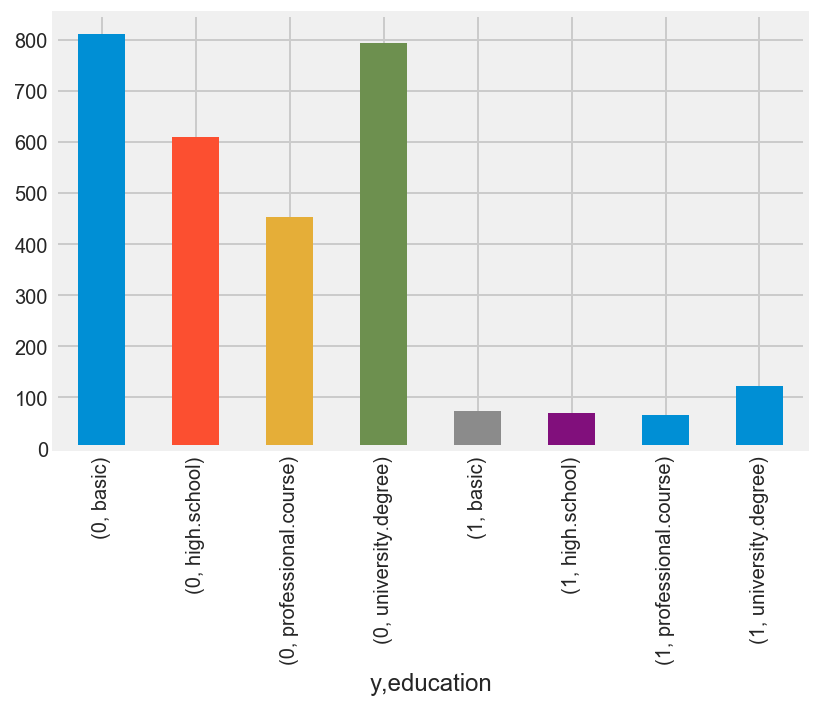 800
700
600
500
400
300
200
100
0
(0, basic)
(0, high.school)
(0, professional.course)
(0, university.degree)
(1, basic)
(1, high.school)
(1, professional.course)
(1, university.degree)
y,education